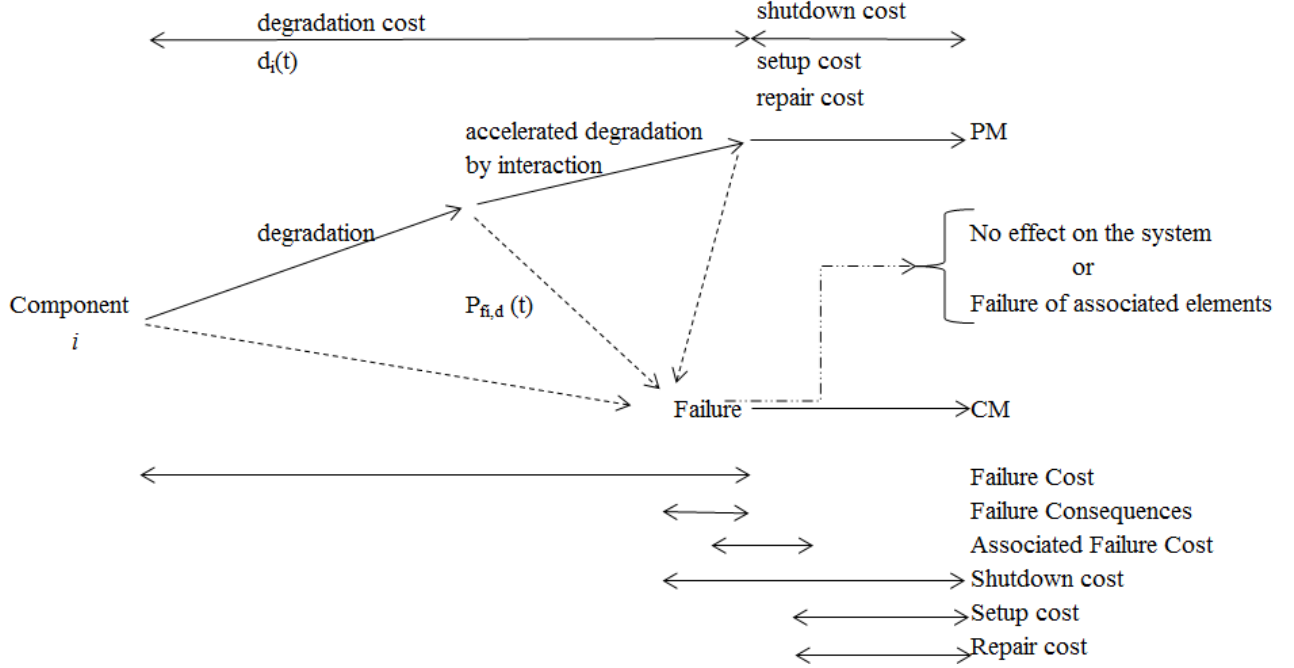 degradation cost
d_i(t)
shutdown cost
setup cost
repair cost
accelerated degradation
by interaction
PM
degradation
No effect on the system
or
Failure of associated elements
Component
i
P_fi,d (t)
Failure
CM
Failure Cost
Failure Consequences
Associated Failure Cost
Shutdown cost
Setup cost
Repair cost